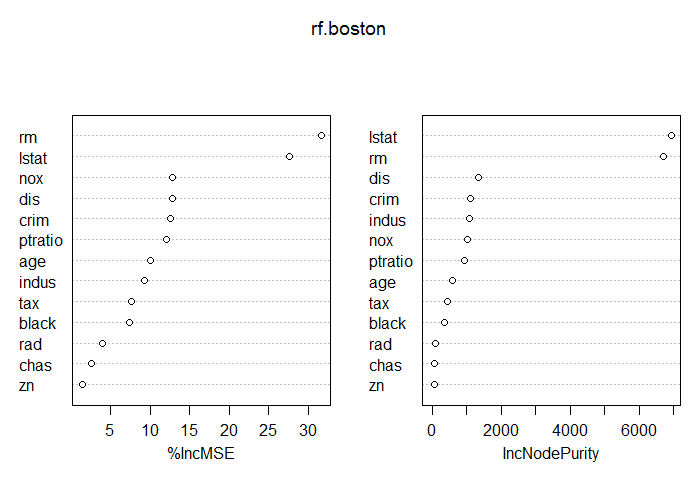 rf.boston
rm
lstat
nox
dis
crim
ptratio
age
indus
tax
black
rad
chas
zn
5 10 15 20 25 30
%IncMSE
lstat
rm
dis
crim
indus
nox
ptratio
age
tax
black
rad
chas
zn
0 2000 4000 6000
IncNodePurity